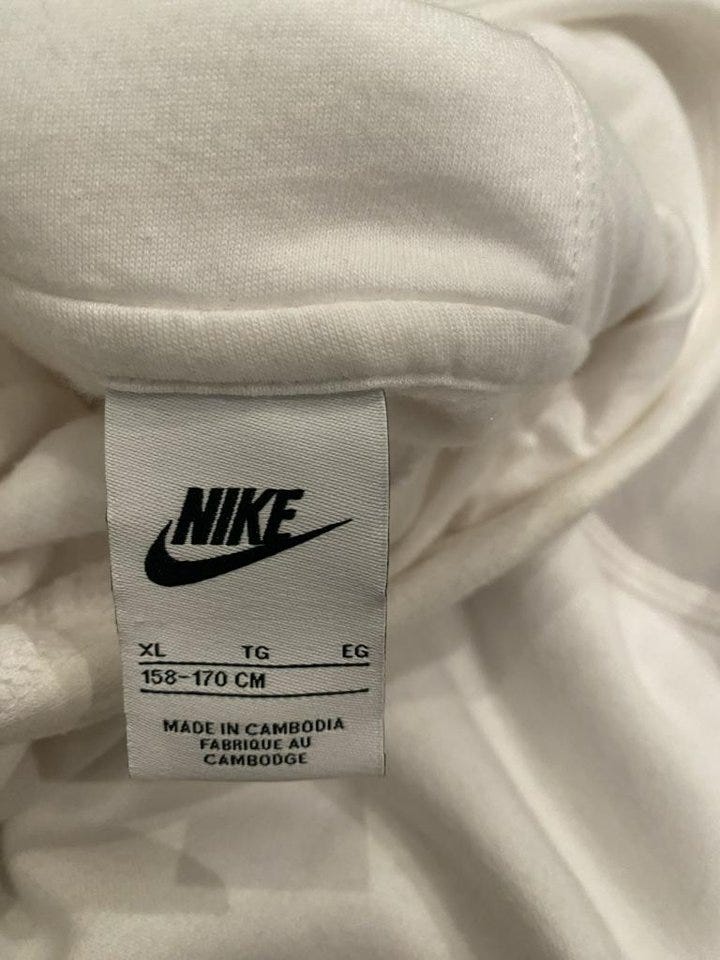 NIKE
XL TG EG
158-170 CM
MADE IN CAMBODIA
FABRIQUE AU
CAMBODGE